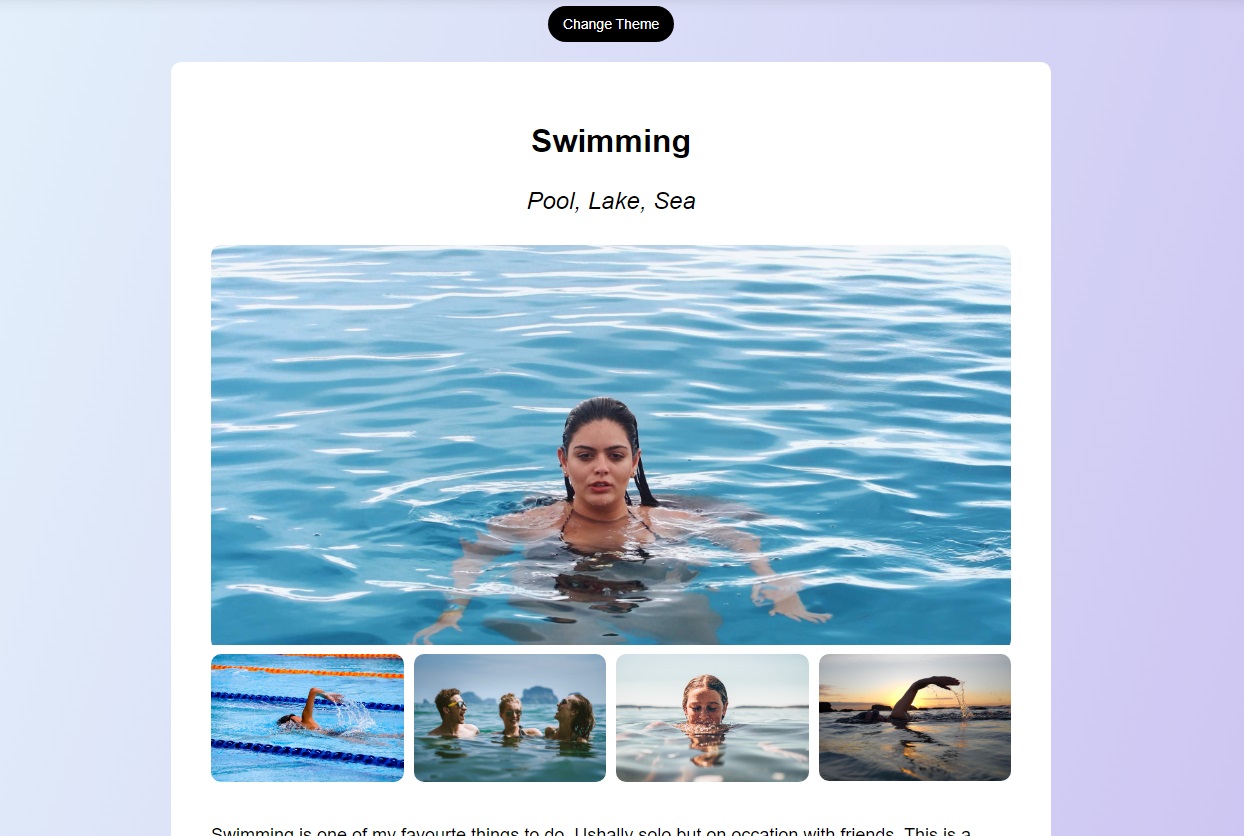 Change Theme
Swimming
Pool, Lake, Sea
Swimming is one of my favourte things to do. Ushally solo but on occation with friends. This is a